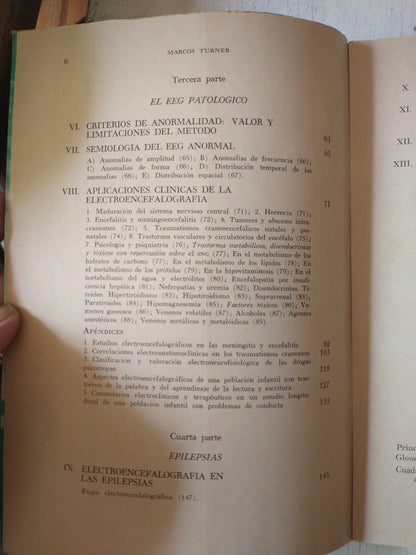 6
MARCOS TURNER
Tercera parte
EL EEG PATOLOGICO
VI. CRITERIOS DE ANORMALIDAD: VALOR Y
LIMITACIONES DEL METODO 63
VII. SEMIOLOGIA DEL EEG ANORMAL 65
A) Anomalías de amplitud (65); B) Anomalías de frecuencia (66),
C) Anomalías de forma (66), D) Distribución temporal de las
anomalías (66); E) Distribución espacial (67).
VIII. APLICACIONES CLINICAS DE LA
ELECTROENCEFALOGRAFIA 71
1. Maduración del sistema nervioso central (71); 2. Herencia (71);
3. Encefalitis y meningoencefalitis (72), 4. Tumores y abscesos intra-
craneanos (72); 5. Traumatismos craneoencefálicos natales y pos-
natales (74); 6. Trastornos vasculares y circulatorios del encéfalo (75);
7. Psicología y psiquiatría (76), Trastornos metabólicos, disendocrinias
y tóxicos con repercusión sobre el SNC (77); En el metabolismo de los
hidratos de carbono (77); En el metabolismo de los lípidos (78); En el
metabolismo de los prótidos (79); En la hipovitaminosis (79); En el
metabolismo del agua y electrólitos (80); Encefalopatía por insufi-
ciencia hepática (81); Nefropatías y uremia (82); Disendocrinias. Ti-
roides. Hipertiroidismo (83); Hipotiroidismo (83); Suprarrenal (83);
Paratiroides (84); Hipomagnesemia (85); Factores tóxicos (86); Ve-
nenos gaseosos (87); Venenos volátiles (87); Alcoholes (87); Agentes
anestésicos (88); Venenos metálicos y metaloidicos (89).
APÉNDICES
1. Estudios electroencefalográficos en las meningitis y encefalitis 92
2. Correlaciones electroanatomoclínicas en los traumatismos craneanos 103
3. Clasificación y valoración electroneurofisiológica de las drogas
psicotropas 118
4. Aspectos electroencefalográficos de una población infantil con tras-
tornos de la palabra y del aprendizaje de la lectura y escritura 127
5. Comentarios electroclínicos y terapéuticos en un estudio longitu-
dinal de una población infantil con problemas de conducta 133
Cuarta parte
EPILEPSIAS
IX. ELECTROENCEFALOGRAFIA EN
LAS EPILEPSIAS 145
Etapa electroencefalográfica (147).
X.
XI.
XII.
XIII.
Princ
Glosa
Cuad